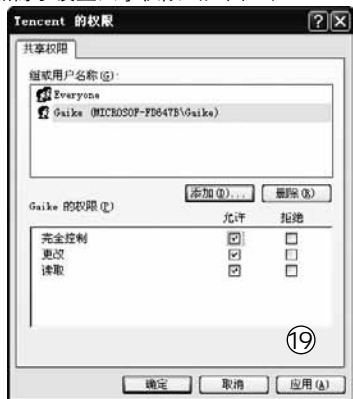 Tencent 的权限
共享权限
组或用户名称(G):
Everyone
Gaike (MICROSOF-FD647B\Gaike)
添加(D)... 删除(R)
Gaike 的权限(P) 允许 拒绝
完全控制
更改
读取
⑲
确定 取消 应用(A)